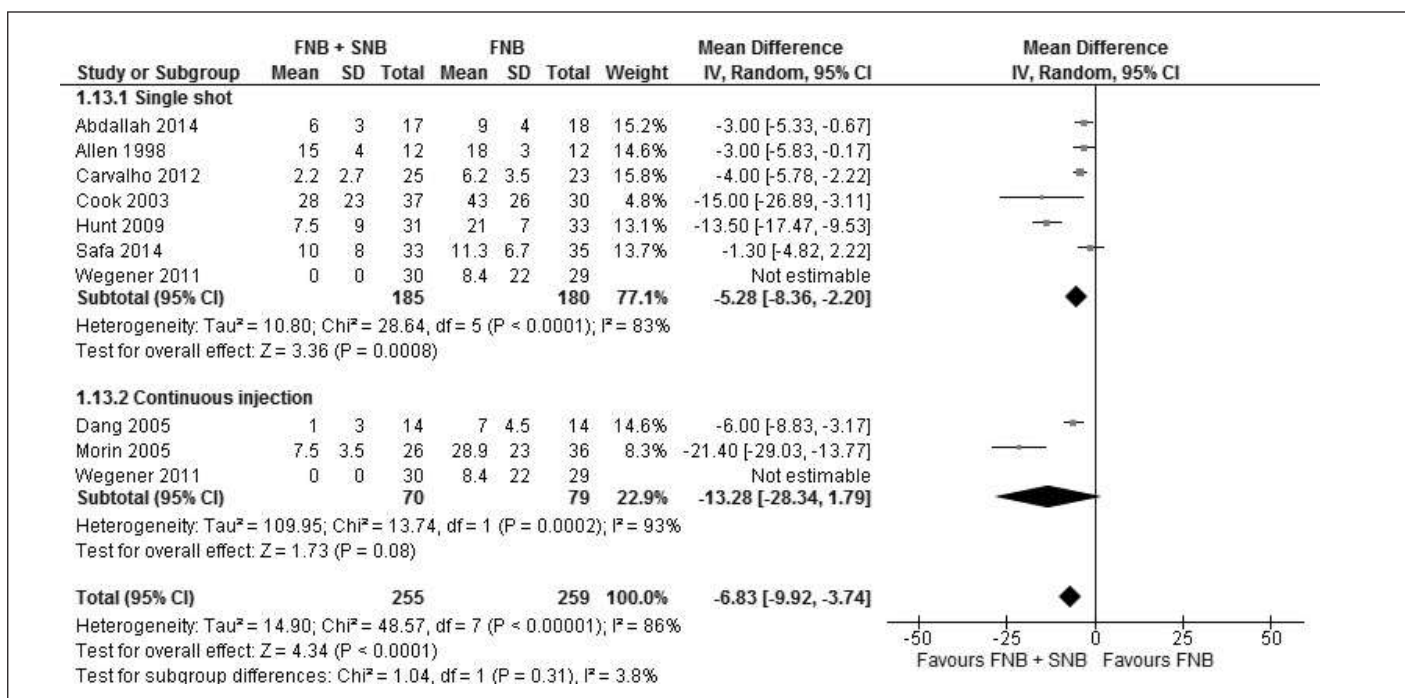 FNB + SNB FNB Mean Difference Mean Difference
Study or Subgroup Mean SD Total Mean SD Total Weight IV, Random, 95% CI IV, Random, 95% CI
1.13.1 Single shot
Abdallah 2014 6 3 17 9 4 18 15.2% -3.00 [-5.33, -0.67]
Allen 1998 15 4 12 18 3 12 14.6% -3.00 [-5.83, -0.17]
Carvalho 2012 2.2 2.7 25 6.2 3.5 23 15.8% -4.00 [-5.78, -2.22]
Cook 2003 28 23 37 43 26 30 4.8% -15.00 [-26.89, -3.11]
Hunt 2009 7.5 9 31 21 7 33 13.1% -13.50 [-17.47, -9.53]
Safa 2014 10 8 33 11.3 6.7 35 13.7% -1.30 [-4.82, 2.22]
Wegener 2011 0 0 30 8.4 22 29 Not estimable
Subtotal (95% CI) 185 180 77.1% -5.28 [-8.36, -2.20]
Heterogeneity: Tau² = 10.80; Chi² = 28.64, df = 5 (P < 0.0001); I² = 83%
Test for overall effect: Z = 3.36 (P = 0.0008)
1.13.2 Continuous injection
Dang 2005 1 3 14 7 4.5 14 14.6% -6.00 [-8.83, -3.17]
Morin 2005 7.5 3.5 26 28.9 23 36 8.3% -21.40 [-29.03, -13.77]
Wegener 2011 0 0 30 8.4 22 29 Not estimable
Subtotal (95% CI) 70 79 22.9% -13.28 [-28.34, 1.79]
Heterogeneity: Tau² = 109.95; Chi² = 13.74, df = 1 (P = 0.0002); I² = 93%
Test for overall effect: Z = 1.73 (P = 0.08)
Total (95% CI) 255 259 100.0% -6.83 [-9.92, -3.74]
Heterogeneity: Tau² = 14.90; Chi² = 48.57, df = 7 (P < 0.00001); I² = 86%
Test for overall effect: Z = 4.34 (P < 0.0001)
Test for subgroup differences: Chi² = 1.04, df = 1 (P = 0.31), I² = 3.8%
-50 -25 0 25 50
Favours FNB + SNB Favours FNB